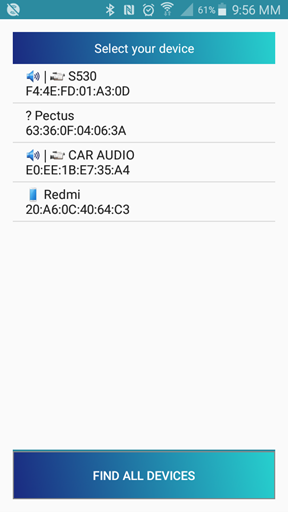 61% 9:56 MM
Select your device
| S530
F4:4E:FD:01:A3:0D
? Pectus
63:36:0F:04:06:3A
| CAR AUDIO
E0:EE:1B:E7:35:A4
Redmi
20:A6:0C:40:64:C3
FIND ALL DEVICES